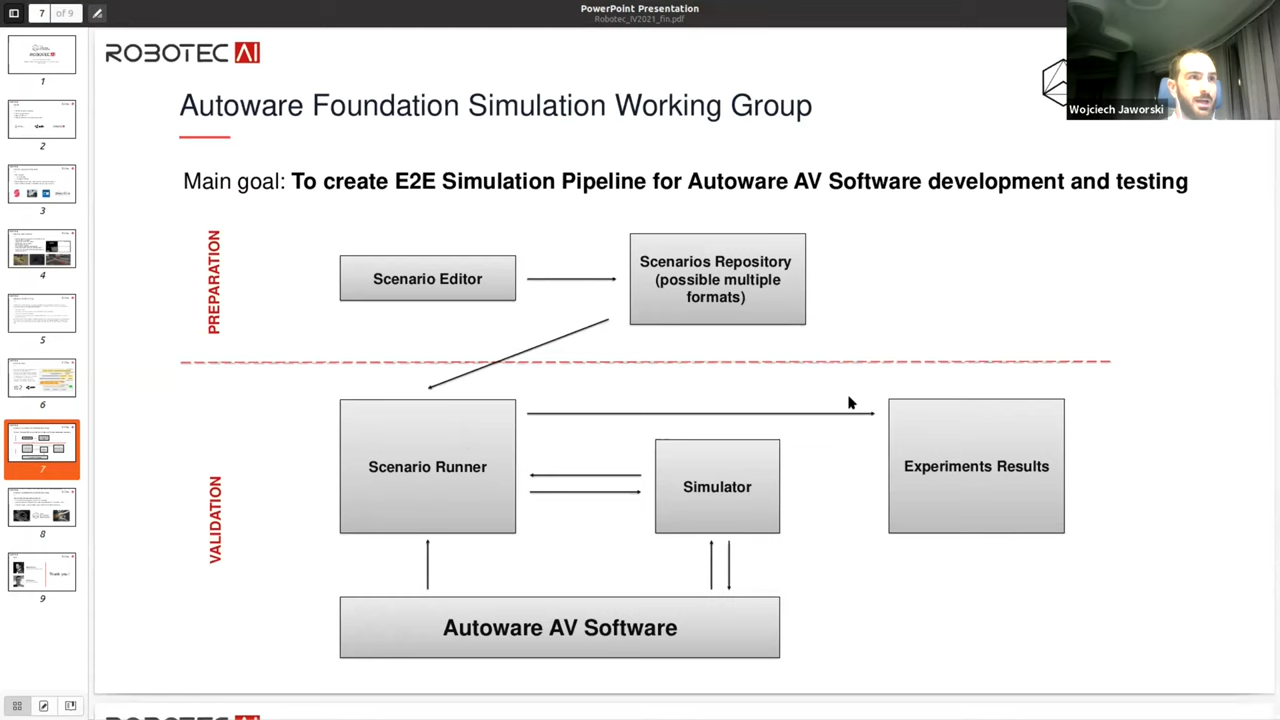 7 of 9
PowerPoint Presentation
Robotec_IV2021_fin.pdf
ROBOTEC AI
Wojciech Jaworski
Autoware Foundation Simulation Working Group
Main goal: To create E2E Simulation Pipeline for Autoware AV Software development and testing
PREPARATION
Scenario Editor
Scenarios Repository
(possible multiple
formats)
VALIDATION
Scenario Runner
Simulator
Experiments Results
Autoware AV Software
1
2
3
4
5
6
7
8
9
"Thank you."
ROBOTEC AI